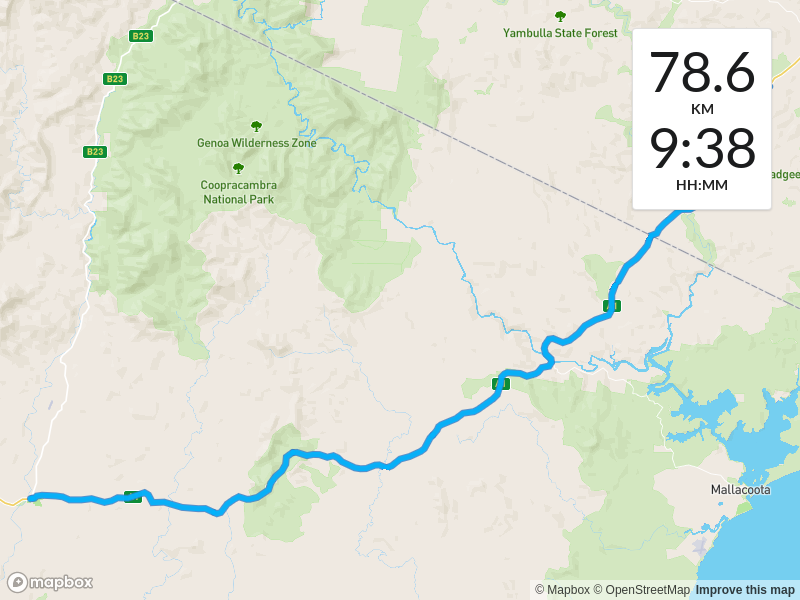 B23
Yambulla State Forest
B23
78.6
KM
B23
Genoa Wilderness Zone
9:38
HH:MM
Coopracambra
National Park
Mallacoota
mapbox
© Mapbox © OpenStreetMap Improve this map